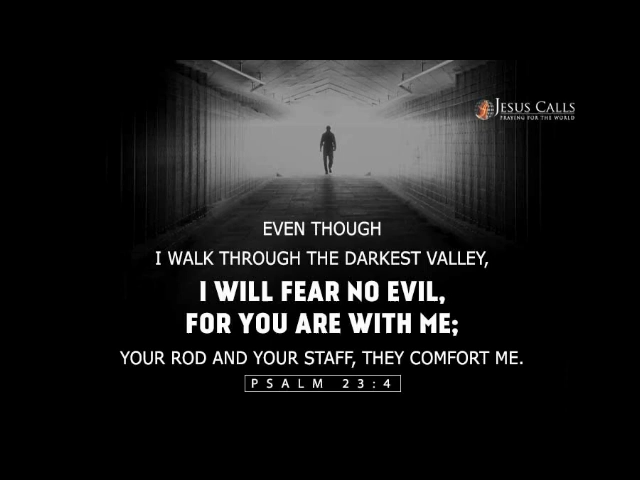 JESUS CALLS
PRAYING FOR THE WORLD
EVEN THOUGH
I WALK THROUGH THE DARKEST VALLEY,
I WILL FEAR NO EVIL,
FOR YOU ARE WITH ME;
YOUR ROD AND YOUR STAFF, THEY COMFORT ME.
PSALM 23:4